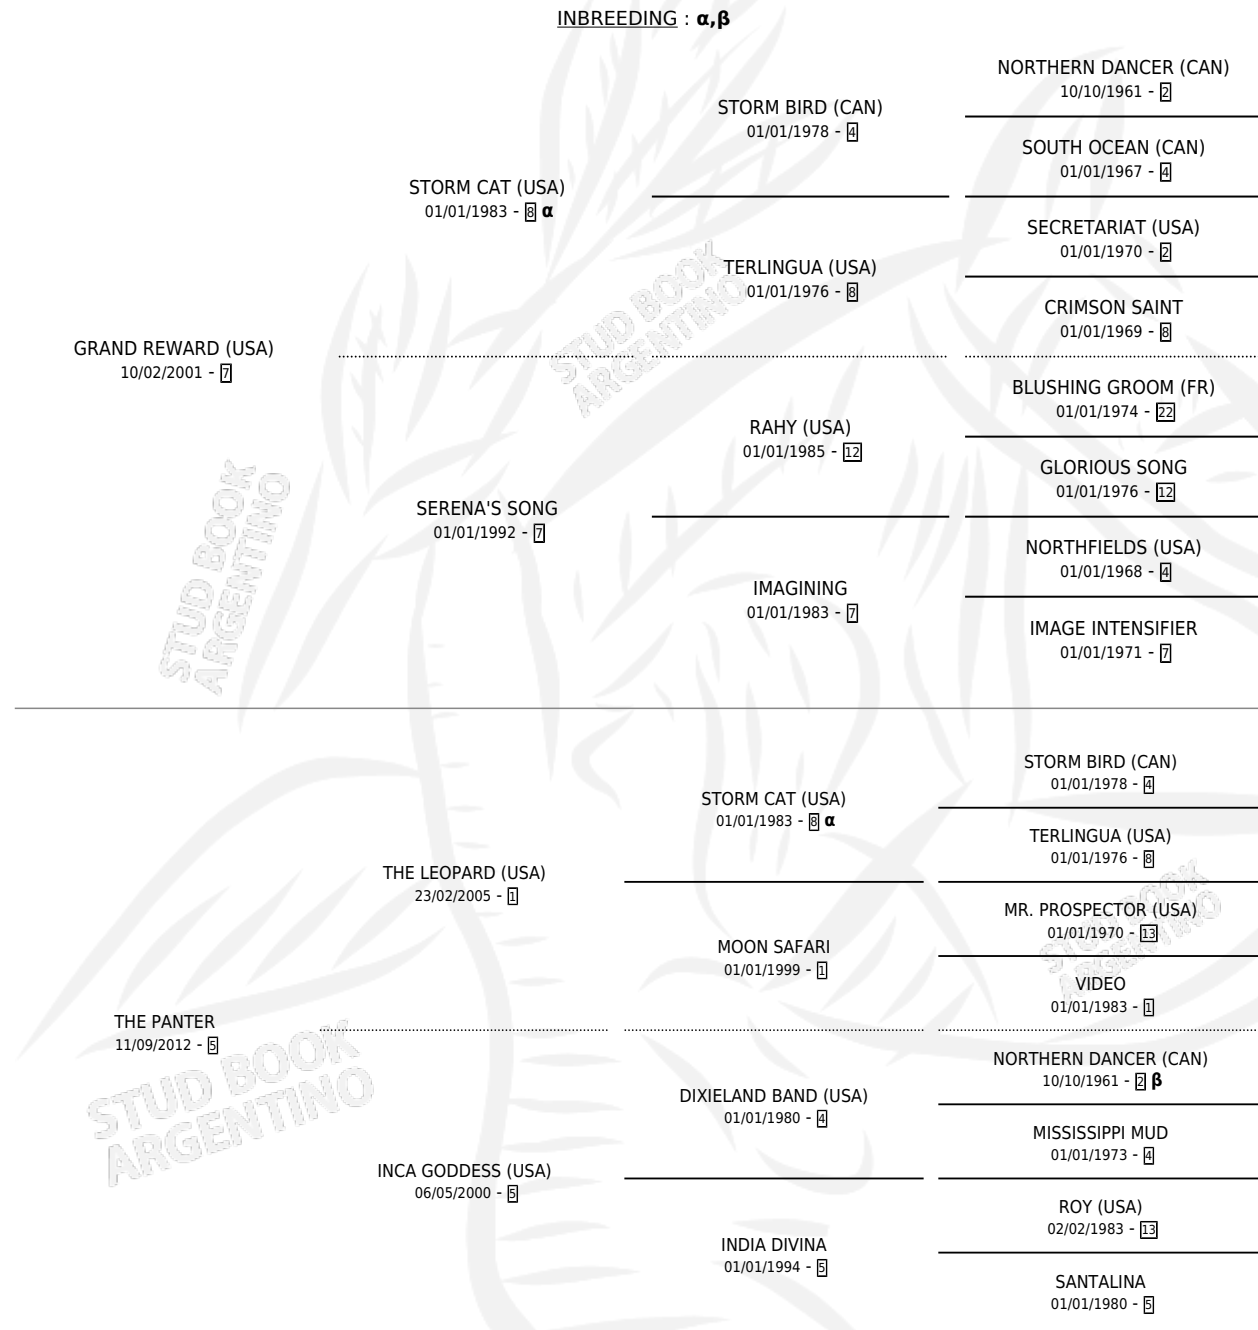 INBREEDING : α,β
NORTHERN DANCER (CAN)
10/10/1961 - 2
STORM BIRD (CAN)
01/01/1978 - 4
SOUTH OCEAN (CAN)
01/01/1967 - 4
STORM CAT (USA)
01/01/1983 - 8 α
SECRETARIAT (USA)
01/01/1970 - 2
TERLINGUA (USA)
01/01/1976 - 8
CRIMSON SAINT
01/01/1969 - 8
GRAND REWARD (USA)
10/02/2001 - 7
BLUSHING GROOM (FR)
01/01/1974 - 22
RAHY (USA)
01/01/1985 - 12
GLORIOUS SONG
01/01/1976 - 12
SERENA'S SONG
01/01/1992 - 7
NORTHFIELDS (USA)
01/01/1968 - 4
IMAGINING
01/01/1983 - 7
IMAGE INTENSIFIER
01/01/1971 - 7
STORM BIRD (CAN)
01/01/1978 - 4
STORM CAT (USA)
01/01/1983 - 8 α
TERLINGUA (USA)
01/01/1976 - 8
THE LEOPARD (USA)
23/02/2005 - 1
MR. PROSPECTOR (USA)
01/01/1970 - 13
MOON SAFARI
01/01/1999 - 1
VIDEO
01/01/1983 - 1
THE PANTER
11/09/2012 - 5
NORTHERN DANCER (CAN)
10/10/1961 - 2 β
DIXIELAND BAND (USA)
01/01/1980 - 4
MISSISSIPPI MUD
01/01/1973 - 4
INCA GODDESS (USA)
06/05/2000 - 5
ROY (USA)
02/02/1983 - 13
INDIA DIVINA
01/01/1994 - 5
SANTALINA
01/01/1980 - 5
STUD BOOK
ARGENTINO
STUD BOOK
ARGENTINO
STUD BOOK
ARGENTINO
STUD BOOK
ARGENTINO